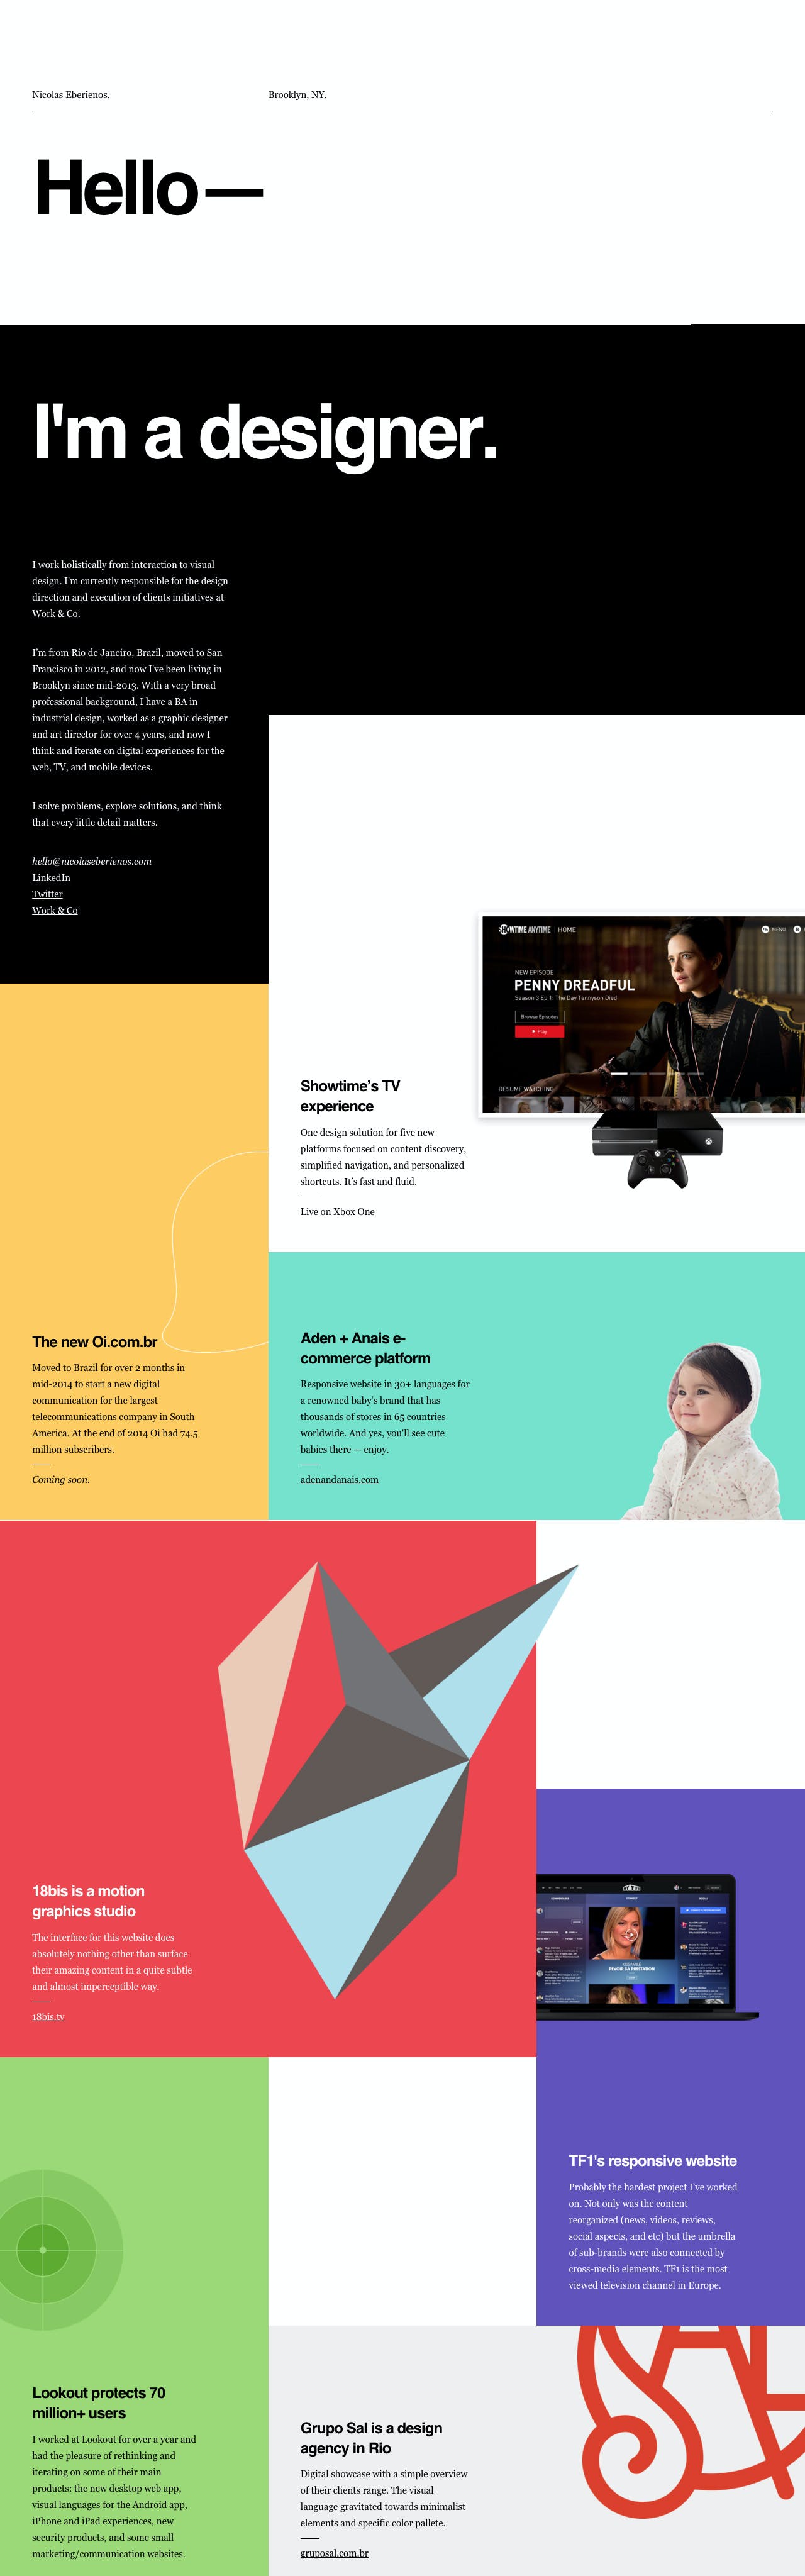 Nícolas Eberienos.
Brooklyn, NY.
Hello—
I'm a designer.
I work holistically from interaction to visual
design. I'm currently responsible for the design
direction and execution of clients initiatives at
Work & Co.
I'm from Rio de Janeiro, Brazil, moved to San
Francisco in 2012, and now I've been living in
Brooklyn since mid-2013. With a very broad
professional background, I have a BA in
industrial design, worked as a graphic designer
and art director for over 4 years, and now I
think and iterate on digital experiences for the
web, TV, and mobile devices.
I solve problems, explore solutions, and think
that every little detail matters.
hello@nicolaseberienos.com
LinkedIn
Twitter
Work & Co
SHOWTIME ANYTIME HOME
MENU
NEW EPISODE
PENNY DREADFUL
Season 3 Ep 1: The Day Tennyson Died
Browse Episodes
Play
RESUME WATCHING
Showtime's TV
experience
One design solution for five new
platforms focused on content discovery,
simplified navigation, and personalized
shortcuts. It's fast and fluid.
Live on Xbox One
The new Oi.com.br
Moved to Brazil for over 2 months in
mid-2014 to start a new digital
communication for the largest
telecommunications company in South
America. At the end of 2014 Oi had 74.5
million subscribers.
Coming soon.
Aden + Anais e-
commerce platform
Responsive website in 30+ languages for
a renowned baby's brand that has
thousands of stores in 65 countries
worldwide. And yes, you'll see cute
babies there — enjoy.
adenandanais.com
18bis is a motion
graphics studio
The interface for this website does
absolutely nothing other than surface
their amazing content in a quite subtle
and almost imperceptible way.
18bis.tv
REVOIR SA PRESTATION
TF1's responsive website
Probably the hardest project I've worked
on. Not only was the content
reorganized (news, videos, reviews,
social aspects, and etc) but the umbrella
of sub-brands were also connected by
cross-media elements. TF1 is the most
viewed television channel in Europe.
Lookout protects 70
million+ users
I worked at Lookout for over a year and
had the pleasure of rethinking and
iterating on some of their main
products: the new desktop web app,
visual languages for the Android app,
iPhone and iPad experiences, new
security products, and some small
marketing/communication websites.
Grupo Sal is a design
agency in Rio
Digital showcase with a simple overview
of their clients range. The visual
language gravitated towards minimalist
elements and specific color pallete.
gruposal.com.br